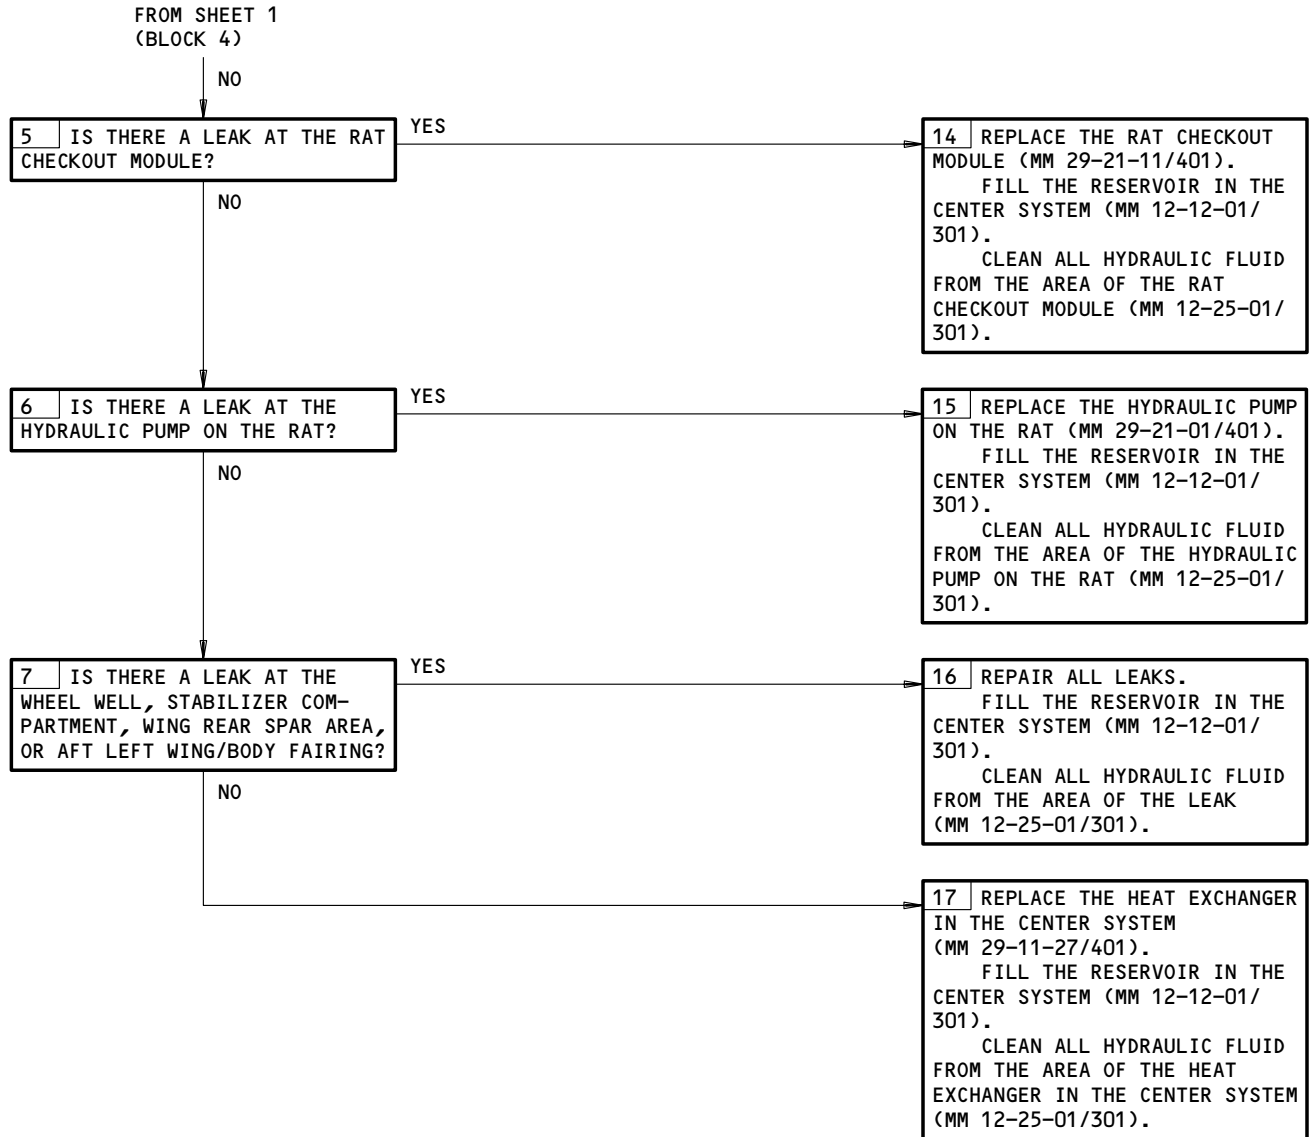 FROM SHEET 1
(BLOCK 4)
NO
5 IS THERE A LEAK AT THE RAT
CHECKOUT MODULE?
YES
NO
14 REPLACE THE RAT CHECKOUT
MODULE (MM 29-21-11/401).
FILL THE RESERVOIR IN THE
CENTER SYSTEM (MM 12-12-01/
301).
CLEAN ALL HYDRAULIC FLUID
FROM THE AREA OF THE RAT
CHECKOUT MODULE (MM 12-25-01/
301).
6 IS THERE A LEAK AT THE
HYDRAULIC PUMP ON THE RAT?
YES
NO
15 REPLACE THE HYDRAULIC PUMP
ON THE RAT (MM 29-21-01/401).
FILL THE RESERVOIR IN THE
CENTER SYSTEM (MM 12-12-01/
301).
CLEAN ALL HYDRAULIC FLUID
FROM THE AREA OF THE HYDRAULIC
PUMP ON THE RAT (MM 12-25-01/
301).
7 IS THERE A LEAK AT THE
WHEEL WELL, STABILIZER COM-
PARTMENT, WING REAR SPAR AREA,
OR AFT LEFT WING/BODY FAIRING?
YES
NO
16 REPAIR ALL LEAKS.
FILL THE RESERVOIR IN THE
CENTER SYSTEM (MM 12-12-01/
301).
CLEAN ALL HYDRAULIC FLUID
FROM THE AREA OF THE LEAK
(MM 12-25-01/301).
17 REPLACE THE HEAT EXCHANGER
IN THE CENTER SYSTEM
(MM 29-11-27/401).
FILL THE RESERVOIR IN THE
CENTER SYSTEM (MM 12-12-01/
301).
CLEAN ALL HYDRAULIC FLUID
FROM THE AREA OF THE HEAT
EXCHANGER IN THE CENTER SYSTEM
(MM 12-25-01/301).